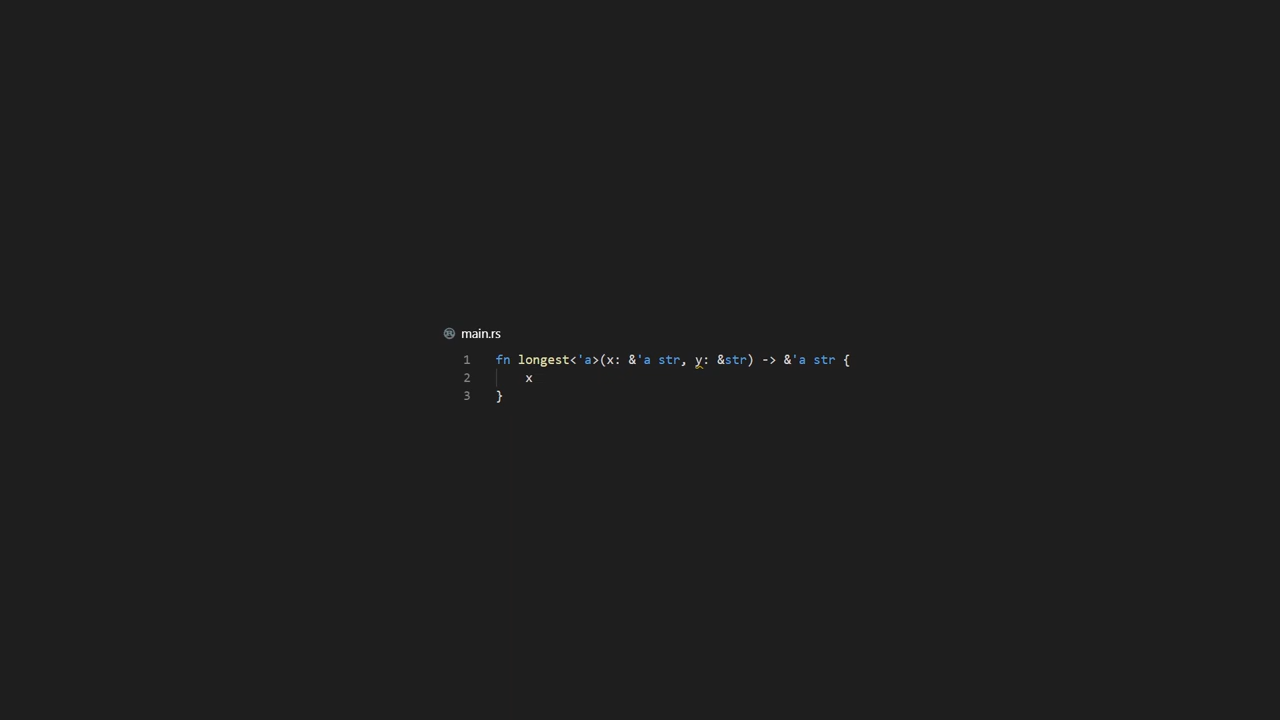 main.rs
1 fn longest<'a>(x: &'a str, y: &str) -> &'a str {
2     x
3 }